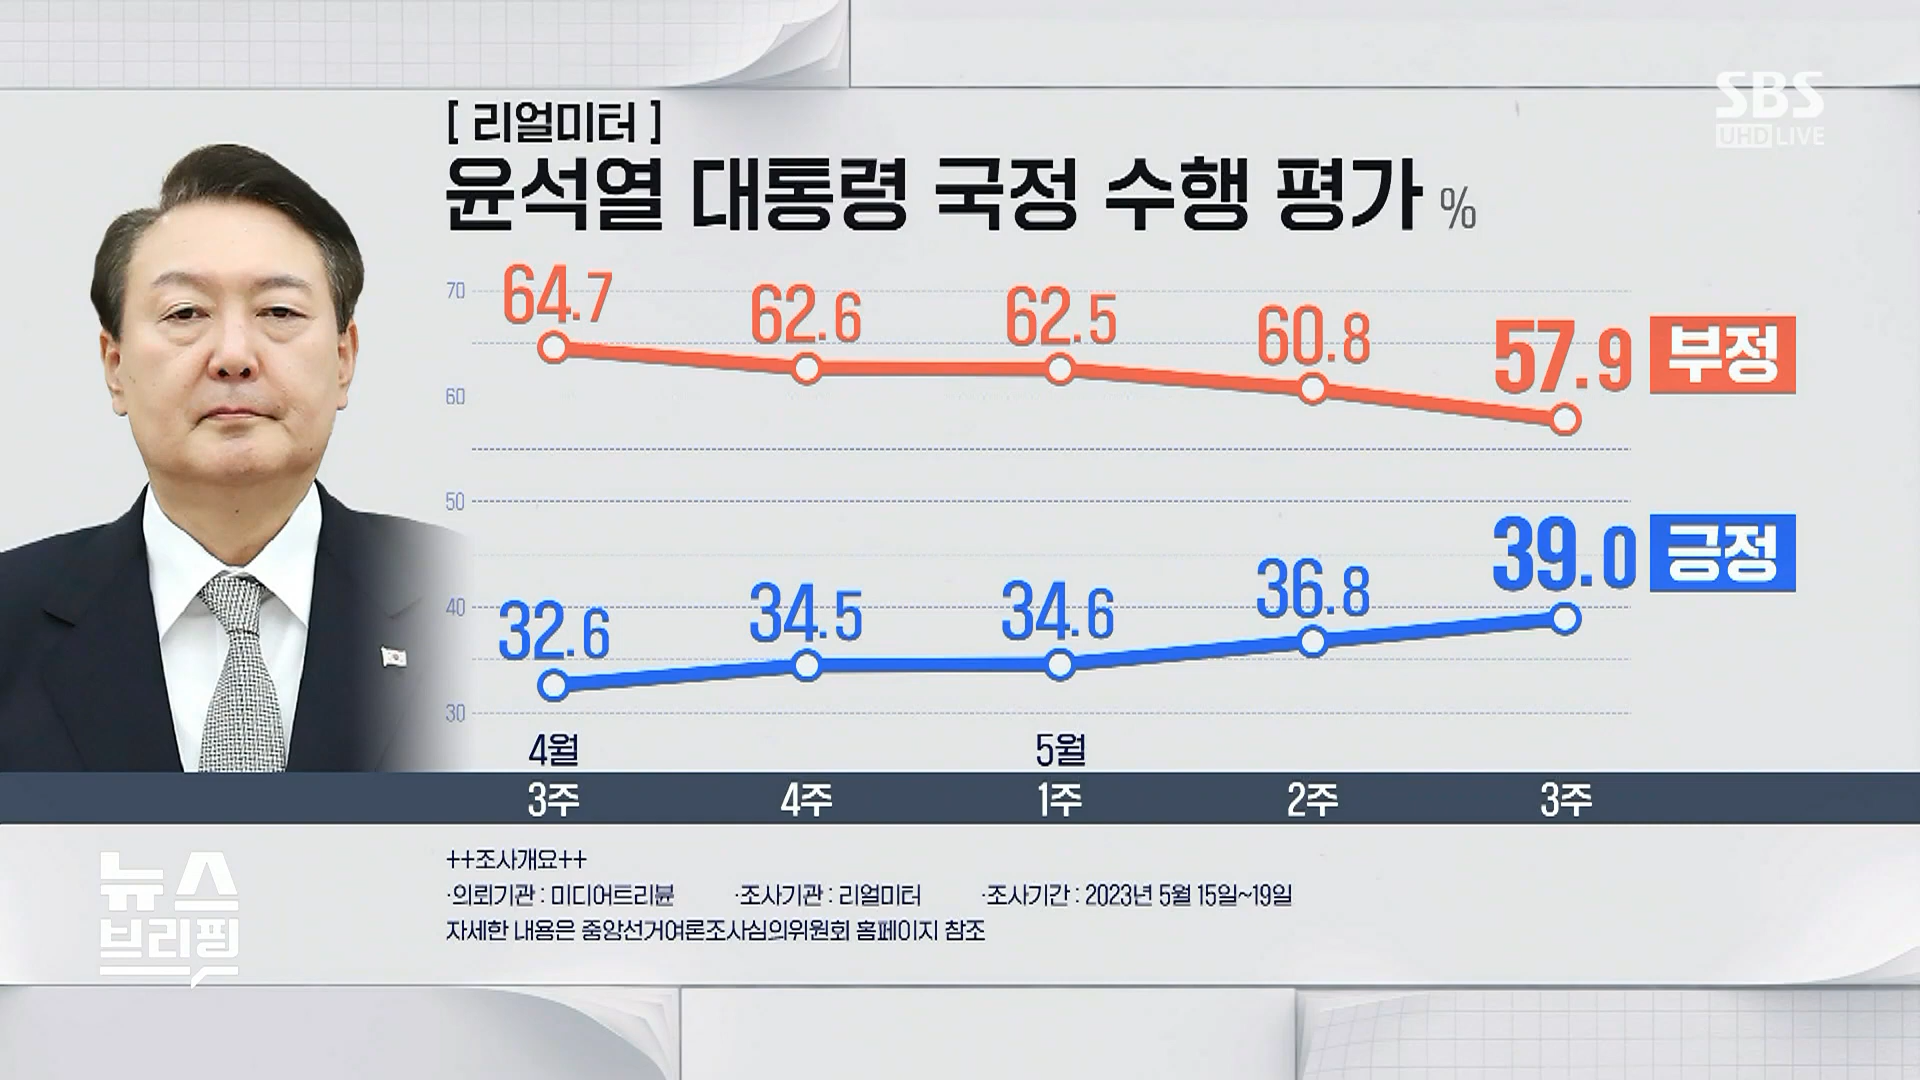 SBS
UHD LIVE
[ 리얼미터 ]
윤석열 대통령 국정 수행 평가 %
70
64.7
62.6
62.5
60.8
57.9
부정
60
50
39.0
긍정
40
32.6
34.5
34.6
36.8
30
4월
5월
3주
4주
1주
2주
3주
++조사개요++
·의뢰기관 : 미디어트리뷴 ·조사기관 : 리얼미터 ·조사기간 : 2023년 5월 15일~19일
자세한 내용은 중앙선거여론조사심의위원회 홈페이지 참조
뉴스
브리핑